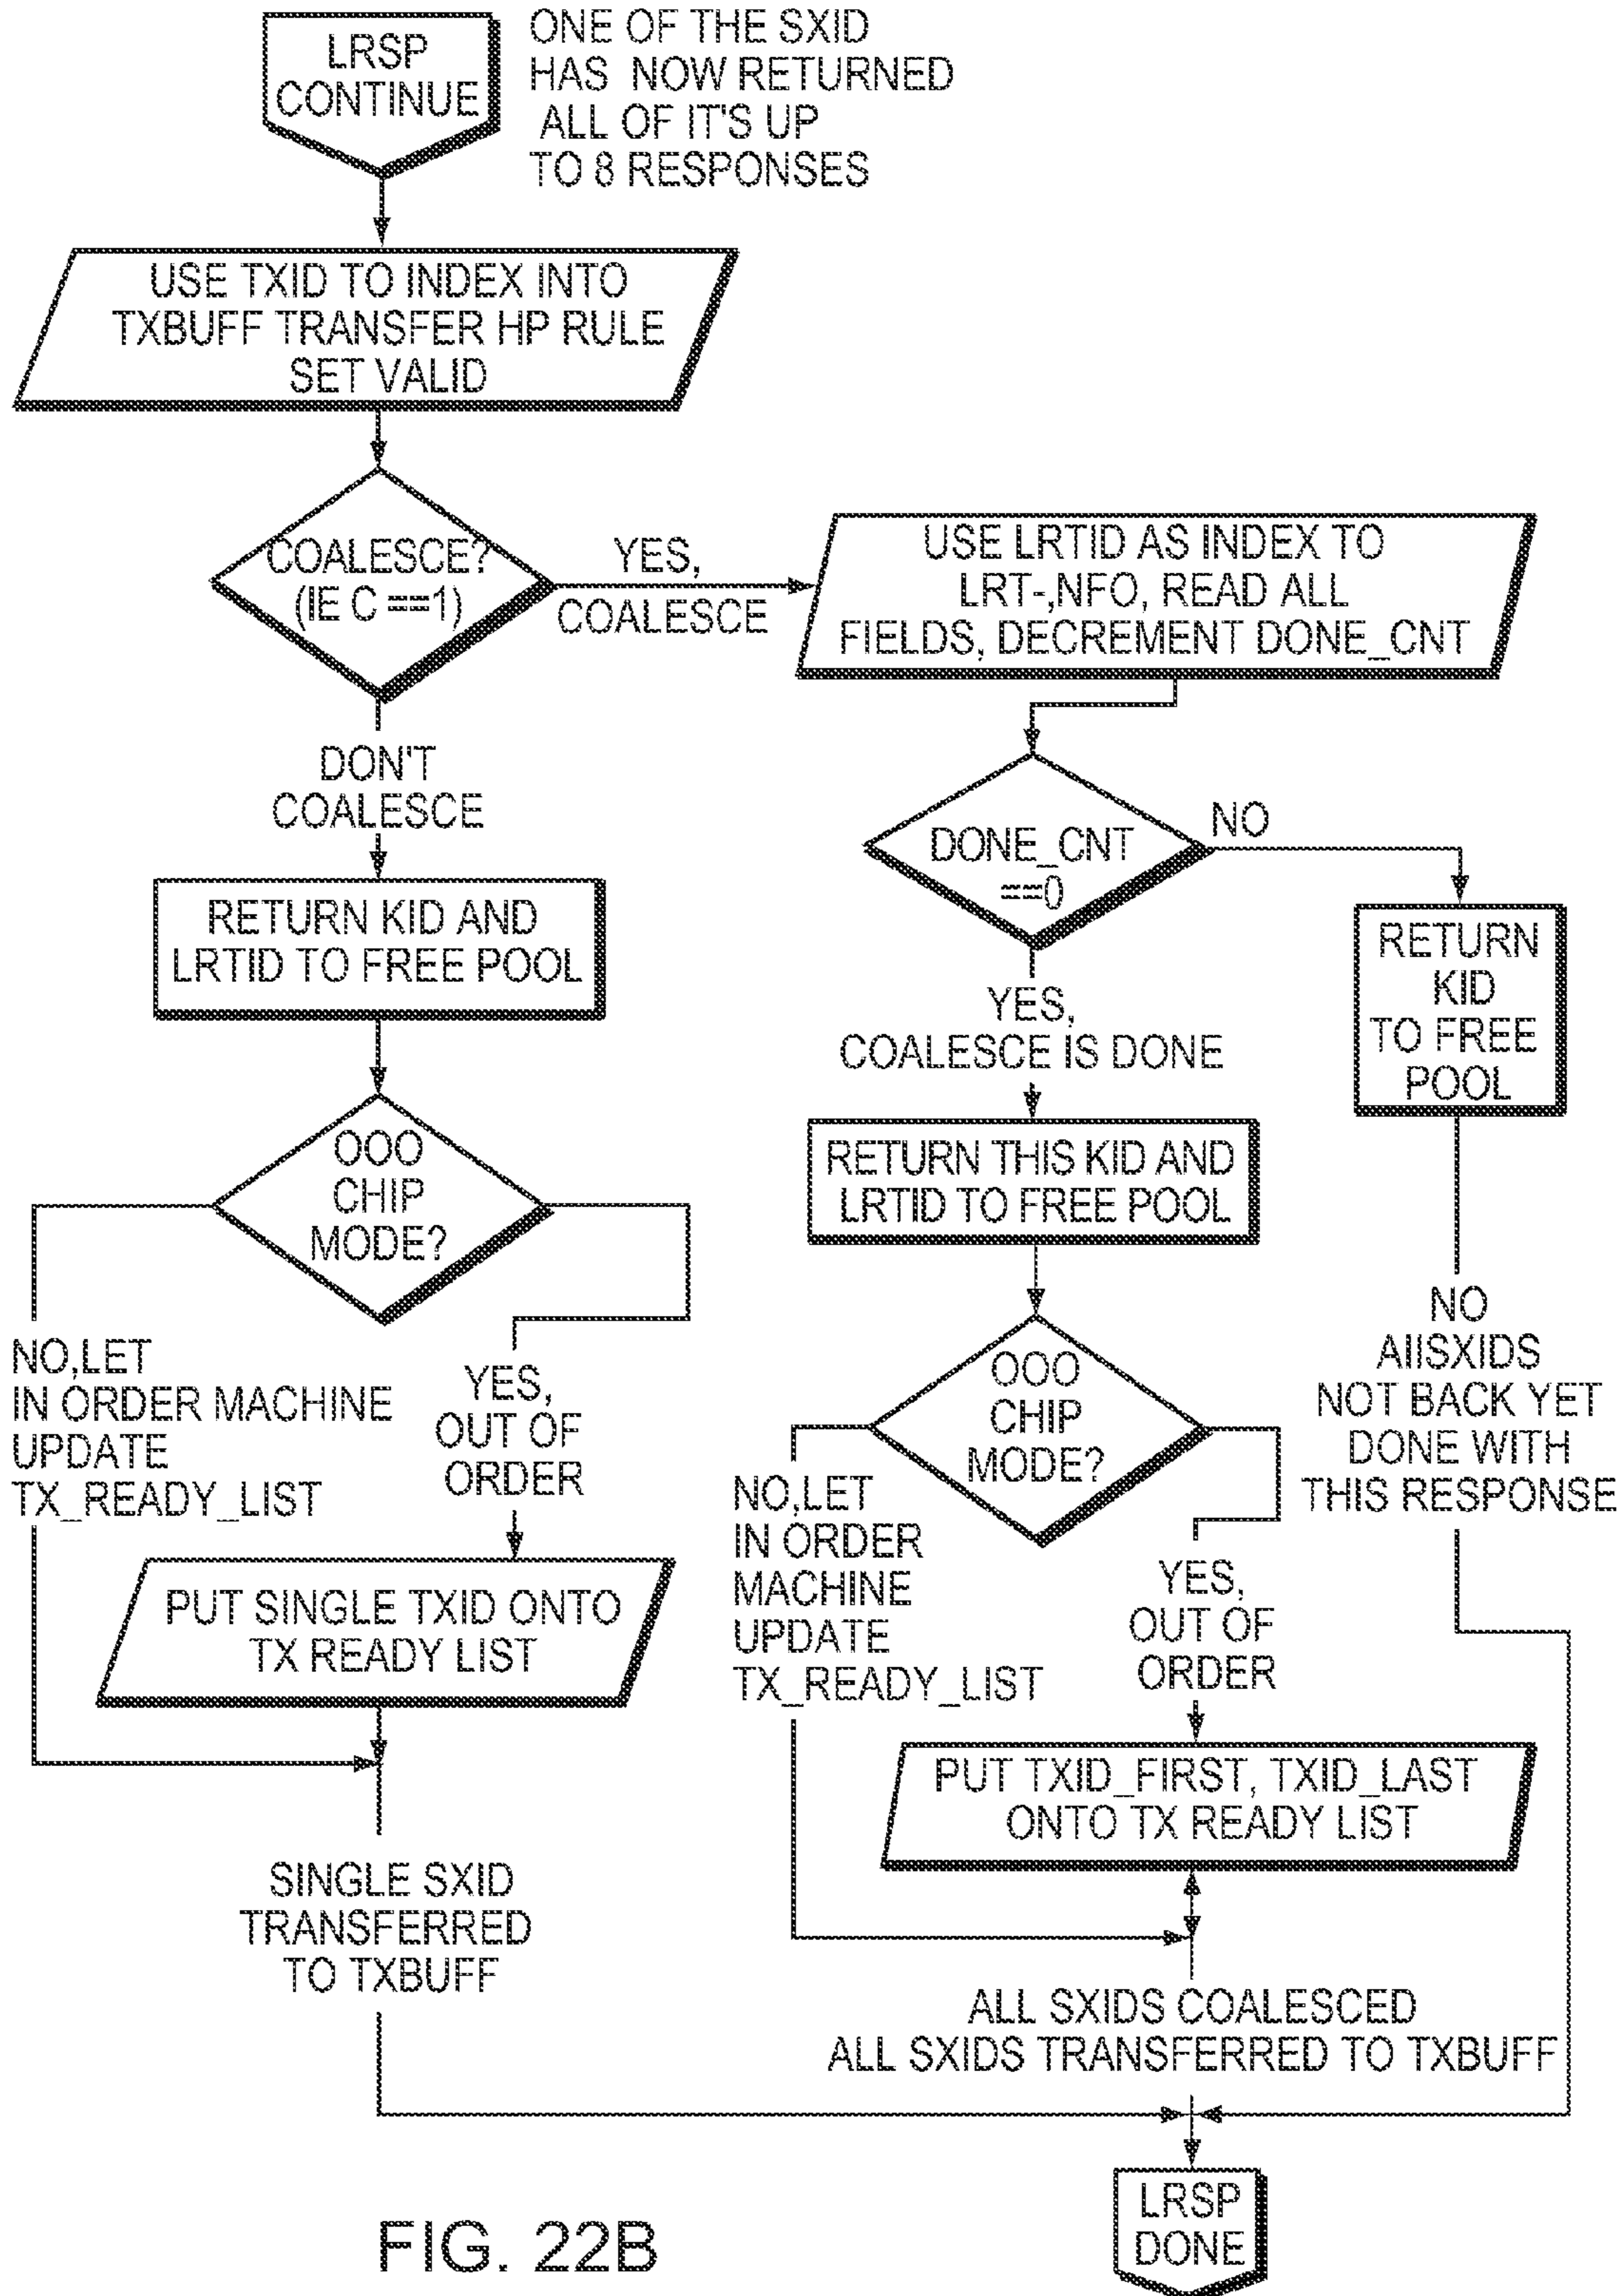 LRSP
CONTINUE
ONE OF THE SXID
HAS NOW RETURNED
ALL OF IT'S UP
TO 8 RESPONSES
USE TXID TO INDEX INTO
TXBUFF TRANSFER HP RULE
SET VALID
COALESCE?
(IE C ==1)
YES,
COALESCE
USE LRTID AS INDEX TO
LRT-,NFO, READ ALL
FIELDS, DECREMENT DONE_CNT
DON'T
COALESCE
DONE_CNT
==0
NO
RETURN KID AND
LRTID TO FREE POOL
RETURN
KID
TO FREE
POOL
YES,
COALESCE IS DONE
OOO
CHIP
MODE?
RETURN THIS KID AND
LRTID TO FREE POOL
NO,LET
IN ORDER MACHINE
UPDATE
TX_READY_LIST
YES,
OUT OF
ORDER
OOO
CHIP
MODE?
NO
AIISXIDS
NOT BACK YET
DONE WITH
THIS RESPONSE
NO,LET
IN ORDER
MACHINE
UPDATE
TX_READY_LIST
YES,
OUT OF
ORDER
PUT SINGLE TXID ONTO
TX READY LIST
PUT TXID_FIRST, TXID_LAST
ONTO TX READY LIST
SINGLE SXID
TRANSFERRED
TO TXBUFF
ALL SXIDS COALESCED
ALL SXIDS TRANSFERRED TO TXBUFF
LRSP
DONE
FIG. 22B